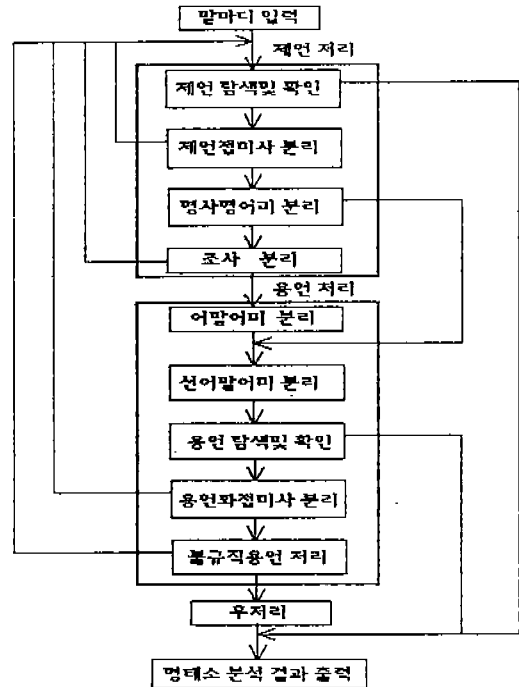 말마디 입력
제언 처리
제언 탐색및 확인
제언접미사 분리
명사형어미 분리
조사 분리
용언 처리
어말어미 분리
선어말어미 분리
용언 탐색및 확인
용언화접미사 분리
불규칙용언 처리
후처리
형태소 분석 결과 출력